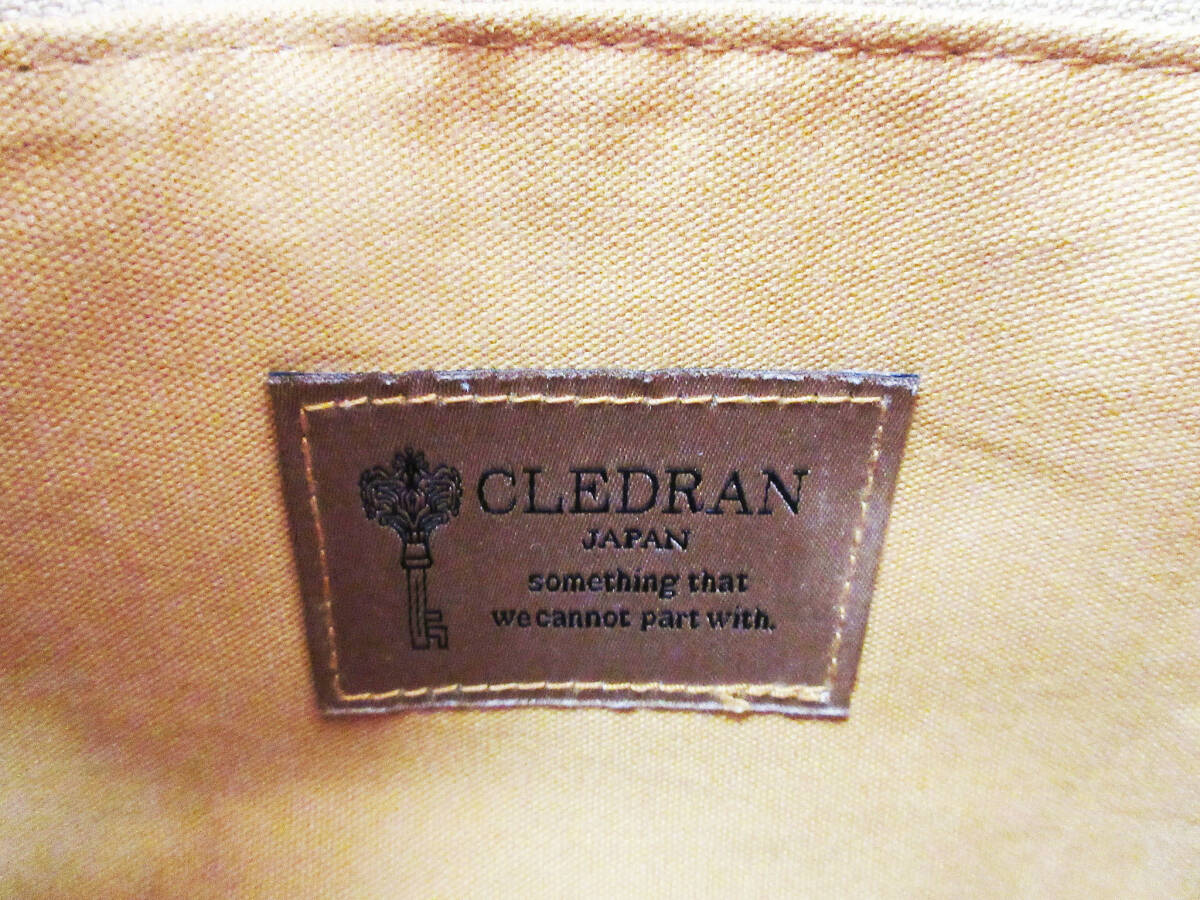 CLEDRAN
JAPAN
something that
we cannot part with.